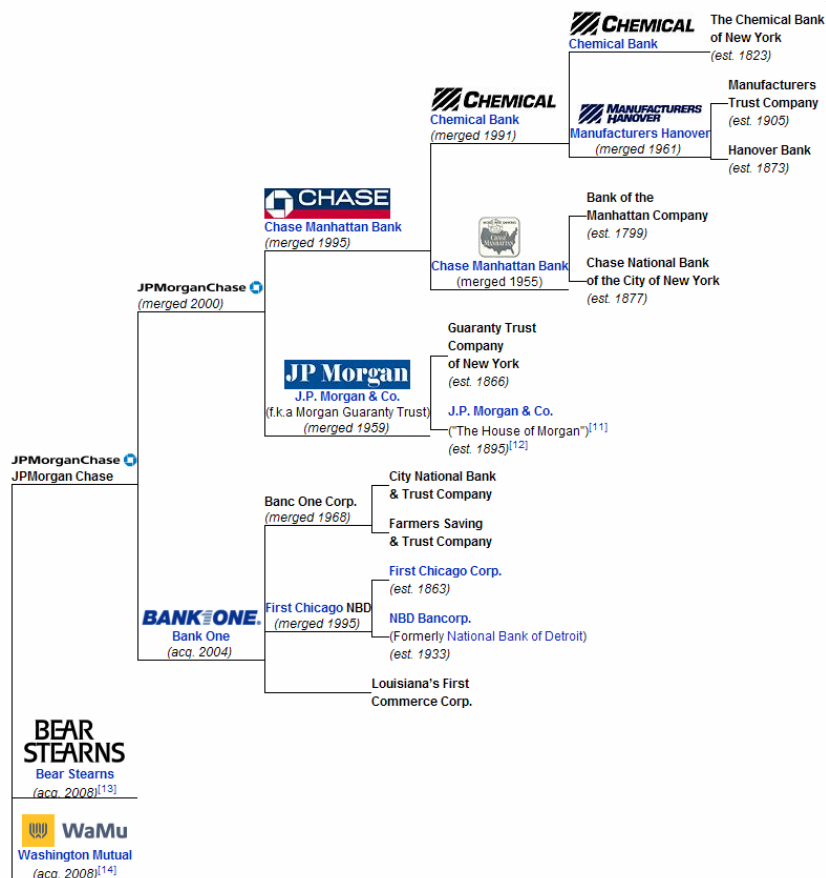 CHEMICAL
Chemical Bank
The Chemical Bank
of New York
(est. 1823)
Manufacturers
Trust Company
(est. 1905)
MANUFACTURERS
HANOVER
Manufacturers Hanover
(merged 1961)
Hanover Bank
(est. 1873)
CHEMICAL
Chemical Bank
(merged 1991)
CHASE
Chase Manhattan Bank
(merged 1995)
Bank of the
Manhattan Company
(est. 1799)
CHASE
MANHATTAN
Chase Manhattan Bank
(merged 1955)
Chase National Bank
of the City of New York
(est. 1877)
JPMorganChase
(merged 2000)
Guaranty Trust
Company
of New York
(est. 1866)
JP Morgan
J.P. Morgan & Co.
(f.k.a Morgan Guaranty Trust)
(merged 1959)
J.P. Morgan & Co.
("The House of Morgan")[11]
(est. 1895)[12]
JPMorganChase
JPMorgan Chase
Banc One Corp.
(merged 1968)
City National Bank
& Trust Company
Farmers Saving
& Trust Company
First Chicago Corp.
(est. 1863)
First Chicago NBD
(merged 1995)
NBD Bancorp.
(Formerly National Bank of Detroit)
(est. 1933)
BANK ONE.
Bank One
(acq. 2004)
Louisiana's First
Commerce Corp.
BEAR
STEARNS
Bear Stearns
(acq. 2008)[13]
WaMu
Washington Mutual
(acq. 2008)[14]